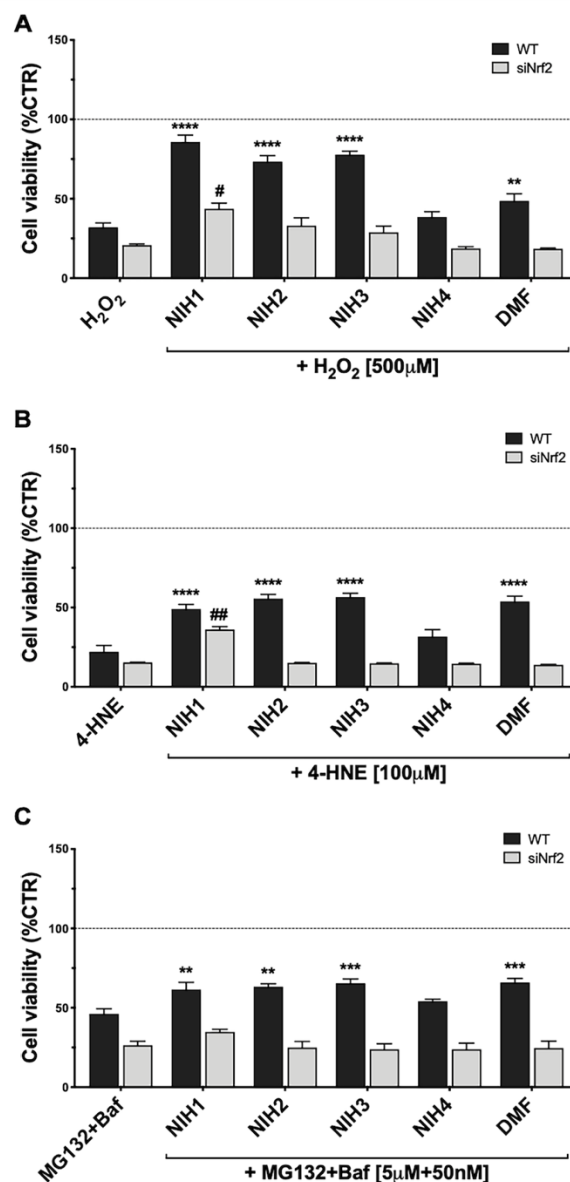 A
WT
siNrf2
Cell viability (%CTR)
150
100
50
0
**** **** **** **
#
H₂O₂ NIH1 NIH2 NIH3 NIH4 DMF
+ H₂O₂ [500μM]
B
WT
siNrf2
Cell viability (%CTR)
150
100
50
0
**** **** **** ****
##
4-HNE NIH1 NIH2 NIH3 NIH4 DMF
+ 4-HNE [100μM]
C
WT
siNrf2
Cell viability (%CTR)
150
100
50
0
** ** *** ***
MG132+Baf NIH1 NIH2 NIH3 NIH4 DMF
+ MG132+Baf [5μM+50nM]